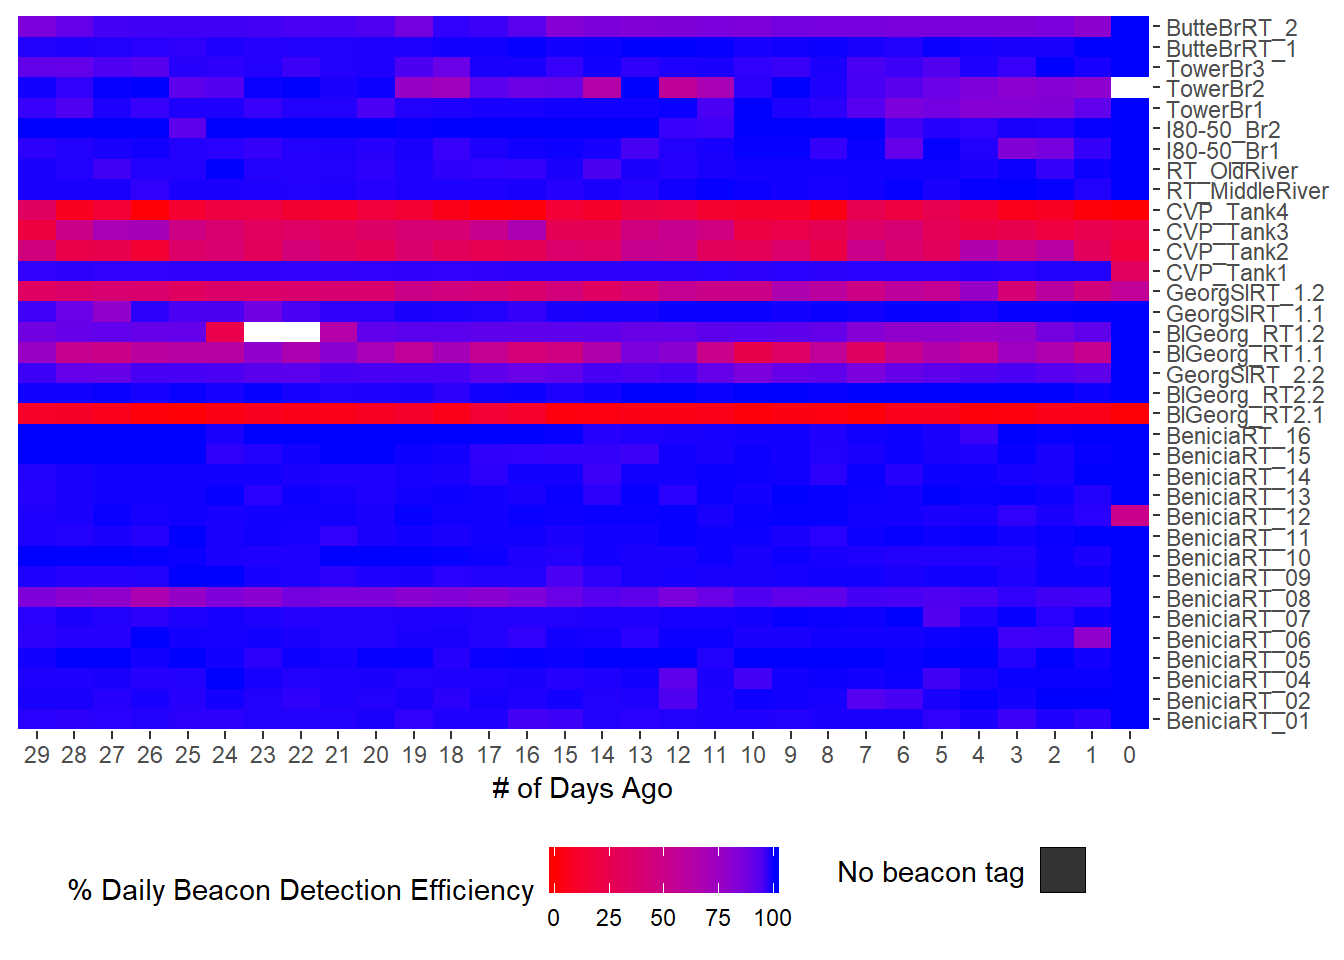 ButteBrRT_2
ButteBrRT_1
TowerBr3
TowerBr2
TowerBr1
I80-50_Br2
I80-50_Br1
RT_OldRiver
RT_MiddleRiver
CVP_Tank4
CVP_Tank3
CVP_Tank2
CVP_Tank1
GeorgSlRT_1.2
GeorgSlRT_1.1
BlGeorg_RT1.2
BlGeorg_RT1.1
GeorgSlRT_2.2
BlGeorg_RT2.2
BlGeorg_RT2.1
BeniciaRT_16
BeniciaRT_15
BeniciaRT_14
BeniciaRT_13
BeniciaRT_12
BeniciaRT_11
BeniciaRT_10
BeniciaRT_09
BeniciaRT_08
BeniciaRT_07
BeniciaRT_06
BeniciaRT_05
BeniciaRT_04
BeniciaRT_02
BeniciaRT_01
29 28 27 26 25 24 23 22 21 20 19 18 17 16 15 14 13 12 11 10 9 8 7 6 5 4 3 2 1 0
# of Days Ago
% Daily Beacon Detection Efficiency
0 25 50 75 100
No beacon tag